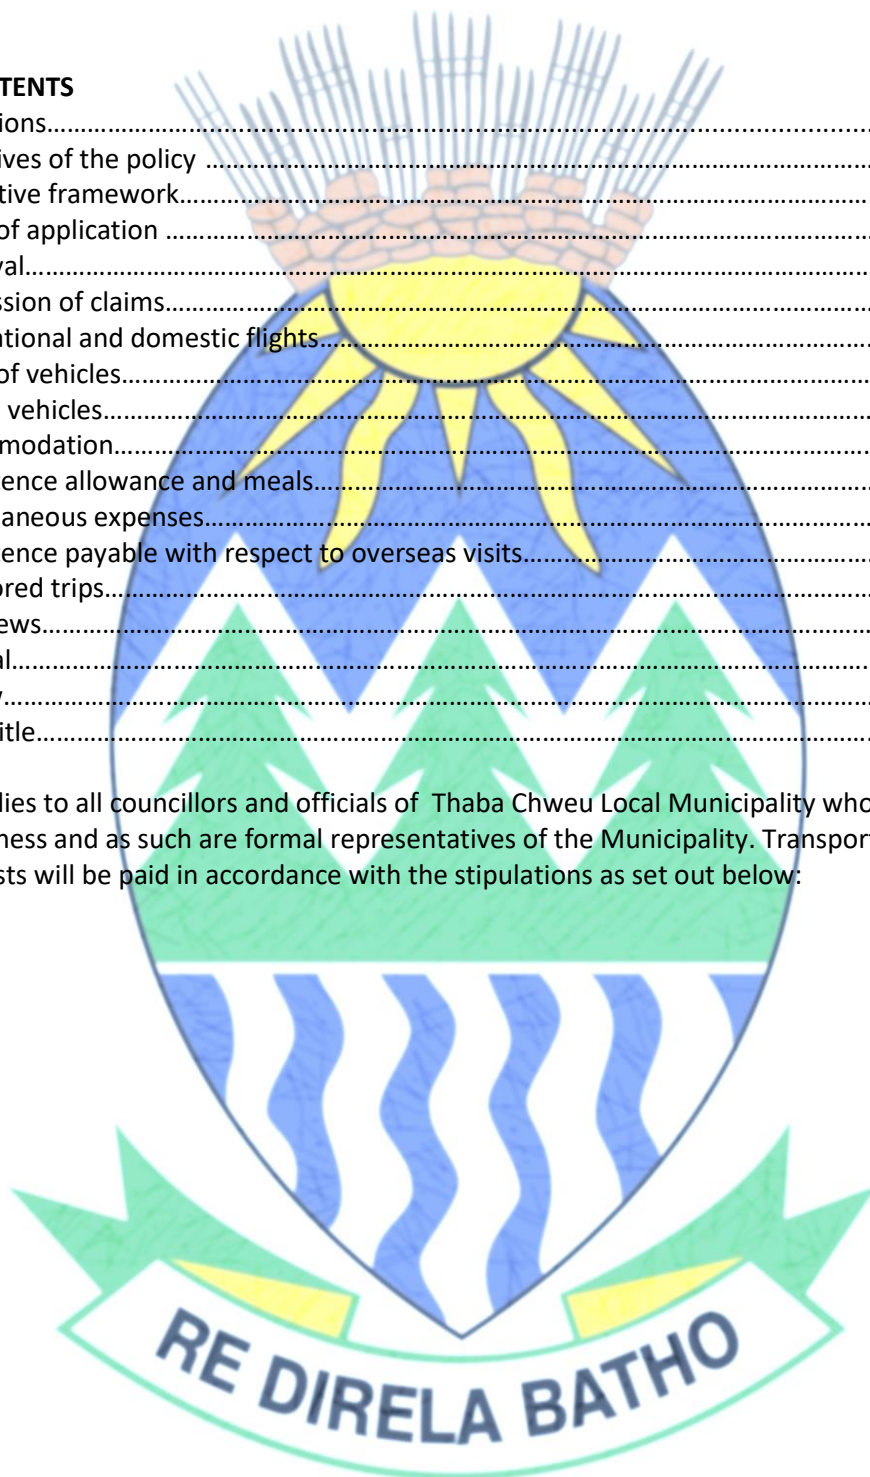 TENTS
ions.......................................................................................................................
ives of the policy ...............................................................................................
tive framework...................................................................................................
of application .....................................................................................................
val..........................................................................................................................
ssion of claims.....................................................................................................
ational and domestic flights................................................................................
of vehicles............................................................................................................
vehicles...............................................................................................................
modation.............................................................................................................
tence allowance and meals.................................................................................
aneous expenses................................................................................................
tence payable with respect to overseas visits....................................................
ored trips.............................................................................................................
ews.......................................................................................................................
al...........................................................................................................................
y............................................................................................................................
itle........................................................................................................................
lies to all councillors and officials of Thaba Chweu Local Municipality who
ness and as such are formal representatives of the Municipality. Transport
sts will be paid in accordance with the stipulations as set out below:
RE DIRELA BATHO